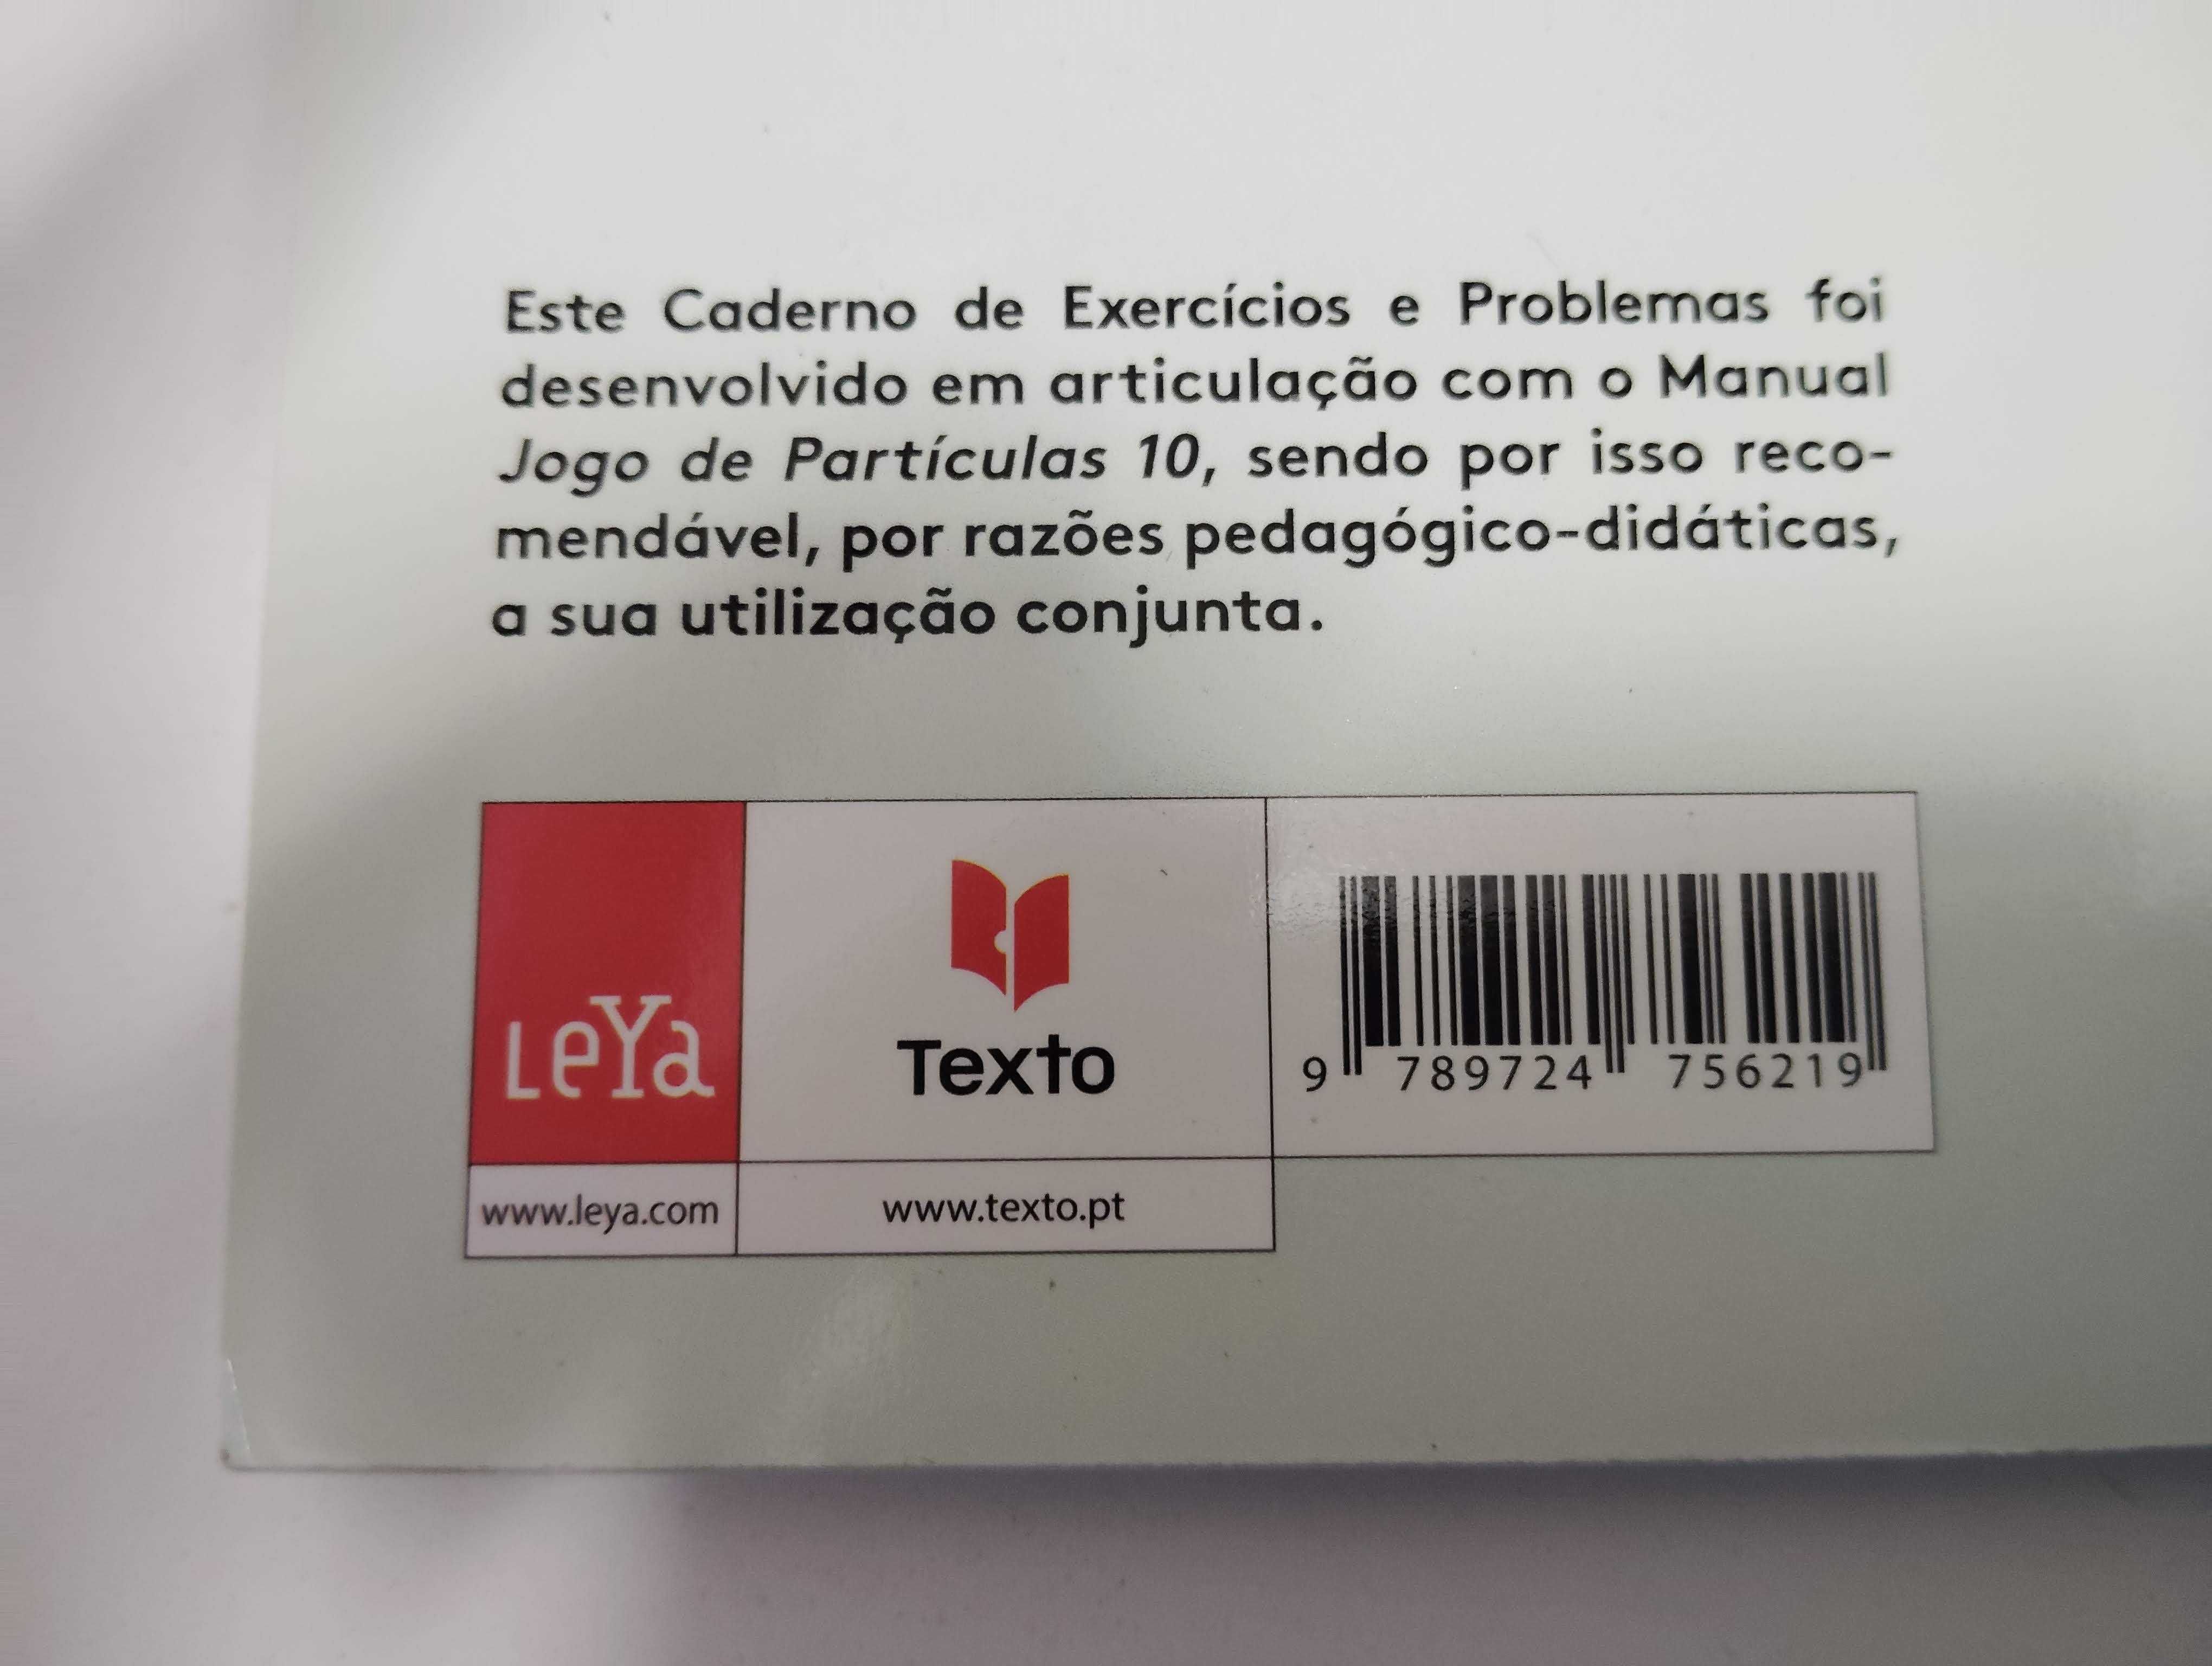 Este Caderno de Exercícios e Problemas foi
desenvolvido em articulação com o Manual
Jogo de Partículas 10, sendo por isso reco-
mendável, por razões pedagógico-didáticas,
a sua utilização conjunta.
LeYa
Texto
9 789724 756219
www.leya.com
www.texto.pt